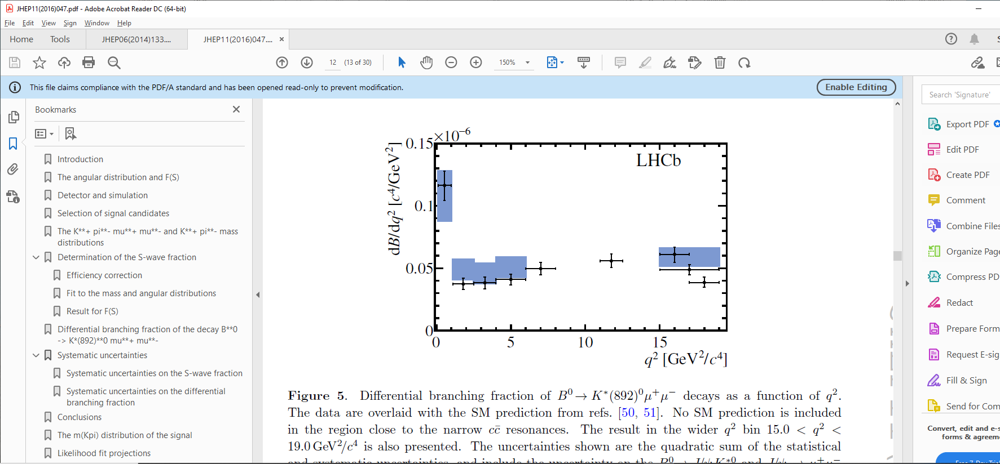 JHEP11(2016)047.pdf - Adobe Acrobat Reader DC (64-bit)
File Edit View Sign Window Help
Home Tools JHEP06(2014)133.... JHEP11(2016)047.... ×
12 (13 of 30) 150%
This file claims compliance with the PDF/A standard and has been opened read-only to prevent modification.
Enable Editing
Bookmarks
Introduction
The angular distribution and F(S)
Detector and simulation
Selection of signal candidates
The K**+ pi**- mu**+ mu**- and K**+ pi**- mass
distributions
Determination of the S-wave fraction
Efficiency correction
Fit to the mass and angular distributions
Result for F(S)
Differential branching fraction of the decay B**0
-> K*(892)**0 mu**+ mu**-
Systematic uncertainties
Systematic uncertainties on the S-wave fraction
Systematic uncertainties on the differential
branching fraction
Conclusions
The m(Kpi) distribution of the signal
Likelihood fit projections
×10⁻⁶
0.15
LHCb
dB/dq² [c⁴/GeV²]
0.1
0.05
0
0 5 10 15
q² [GeV²/c⁴]
Figure 5. Differential branching fraction of B⁰→ K*(892)⁰μ⁺μ⁻ decays as a function of q².
The data are overlaid with the SM prediction from refs. [50, 51]. No SM prediction is included
in the region close to the narrow cc̄ resonances. The result in the wider q² bin 15.0 < q² <
19.0 GeV²/c⁴ is also presented. The uncertainties shown are the quadratic sum of the statistical
and systematic uncertainties, and include the uncertainty on the B⁰ → J/ψ K*⁰ and J/ψ → μ⁺μ⁻
Search 'Signature'
Export PDF
Edit PDF
Create PDF
Comment
Combine Files
Organize Page
Compress PD
Redact
Prepare Form
Request E-sig
Fill & Sign
Send for Com
Convert, edit and e-s
forms & agreem